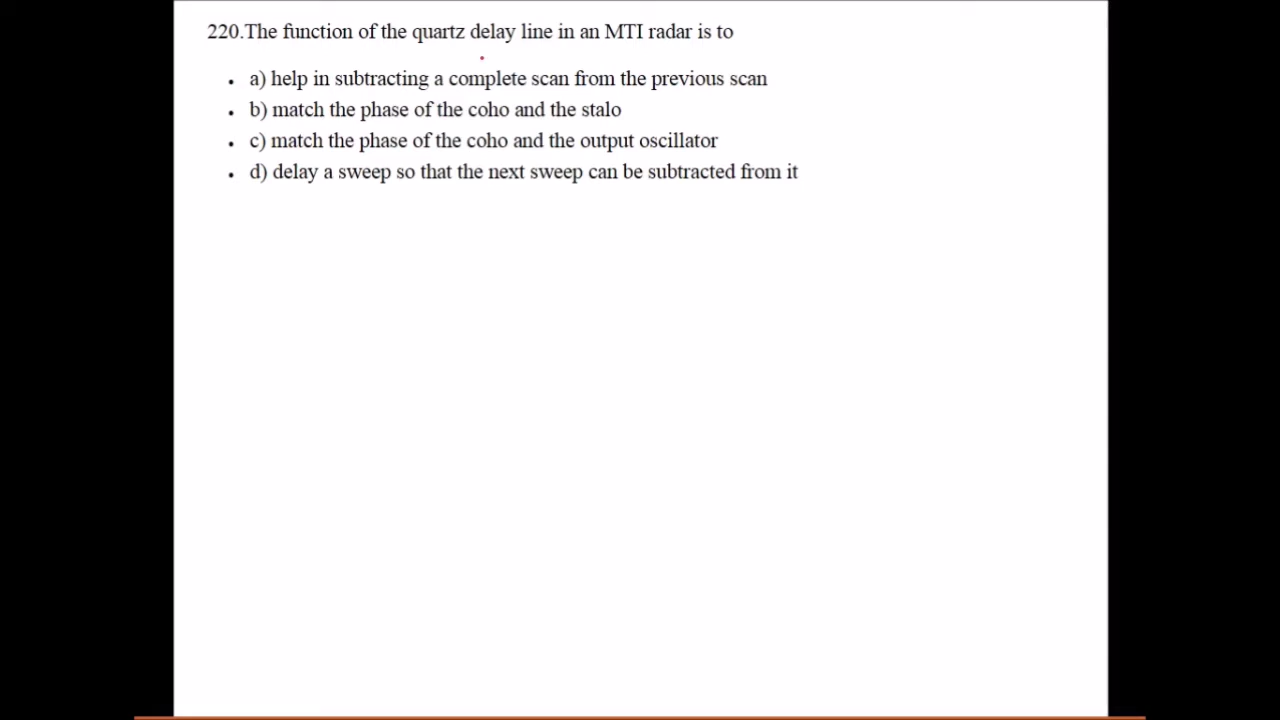 220.The function of the quartz delay line in an MTI radar is to
• a) help in subtracting a complete scan from the previous scan
• b) match the phase of the coho and the stalo
• c) match the phase of the coho and the output oscillator
• d) delay a sweep so that the next sweep can be subtracted from it